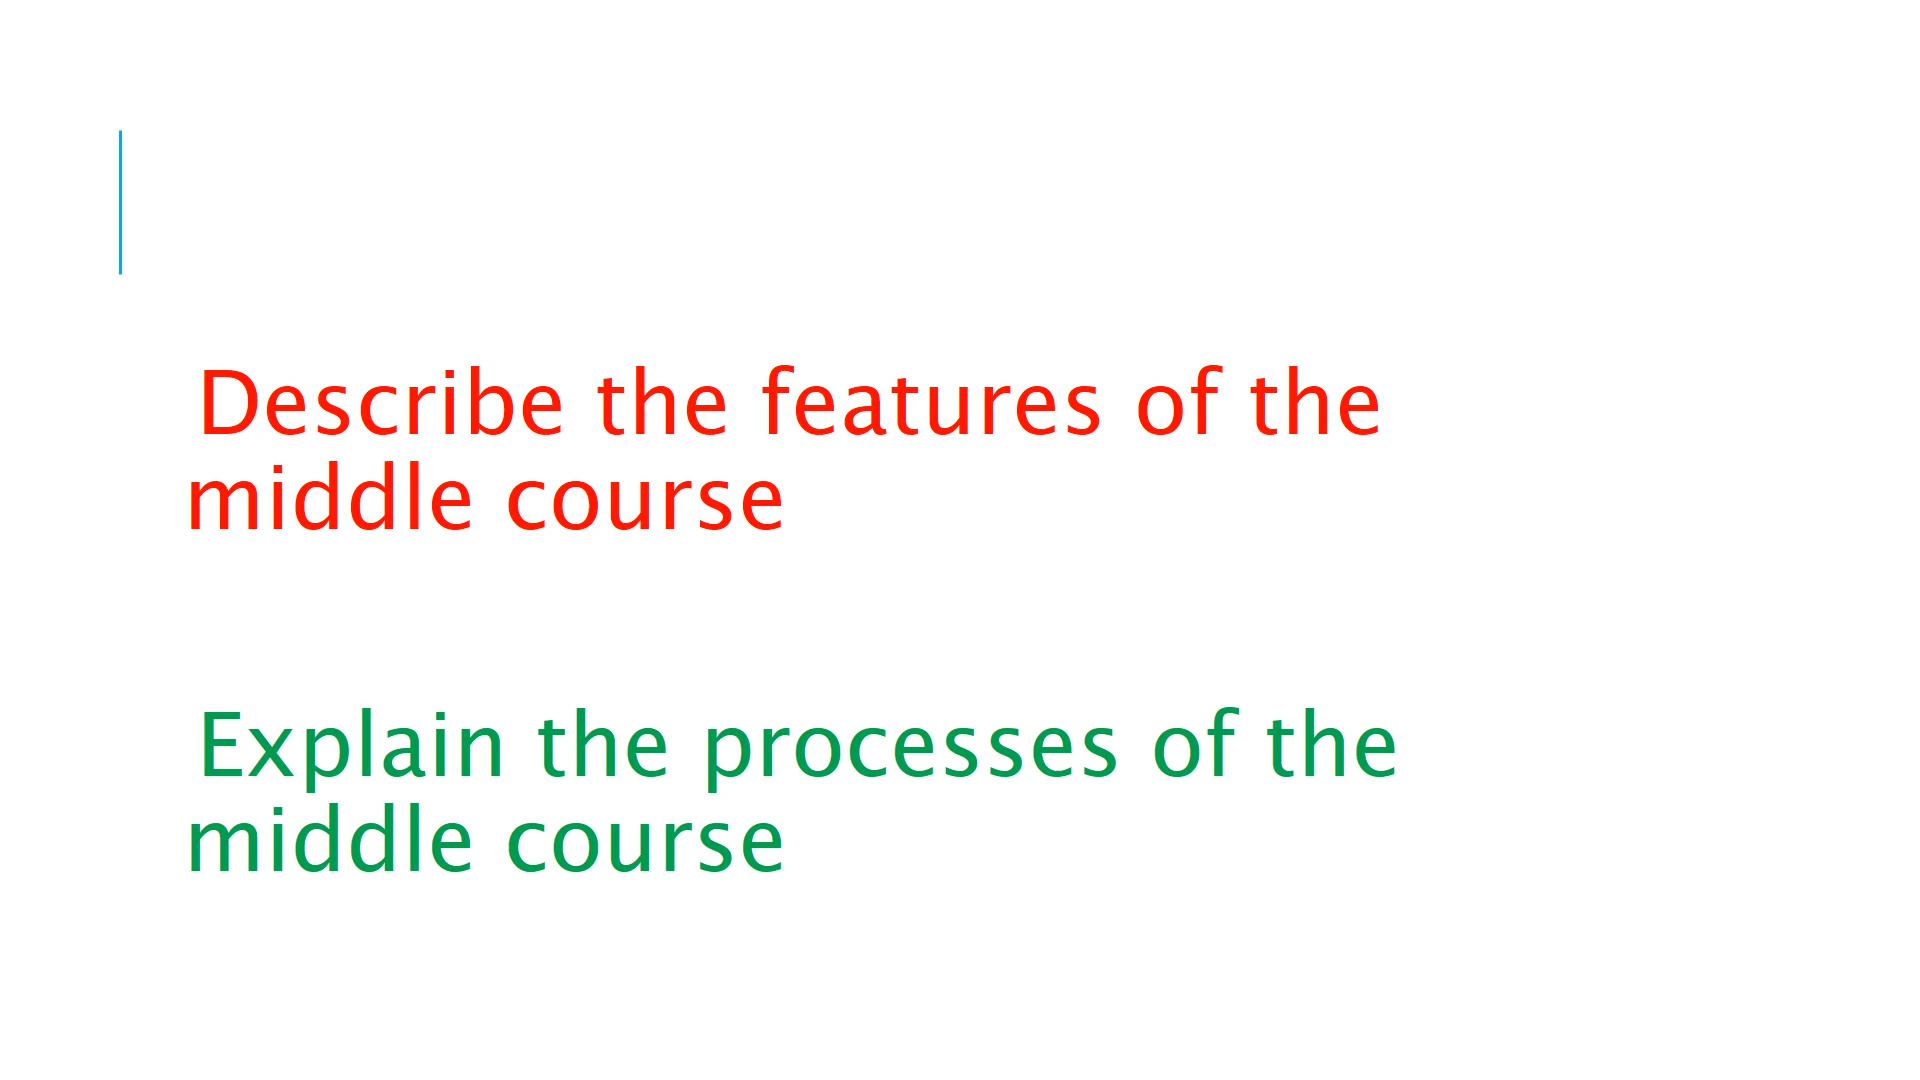 Describe the features of the
middle course
Explain the processes of the
middle course